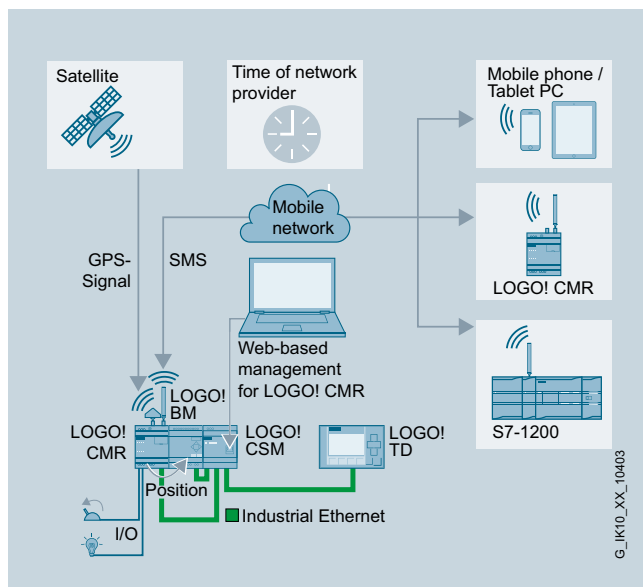 Satellite
Time of network
provider
Mobile phone /
Tablet PC
Mobile
network
GPS-
Signal
SMS
LOGO! CMR
Web-based
management
for LOGO! CMR
LOGO!
BM
LOGO!
CMR
LOGO!
CSM
LOGO!
TD
S7-1200
Position
Industrial Ethernet
I/O
G_IK10_XX_10403